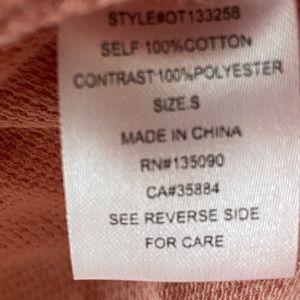 STYLE#OT133258
SELF:100%COTTON
CONTRAST:100%POLYESTER
SIZE:S
MADE IN CHINA
RN#135090
CA#35884
SEE REVERSE SIDE
FOR CARE